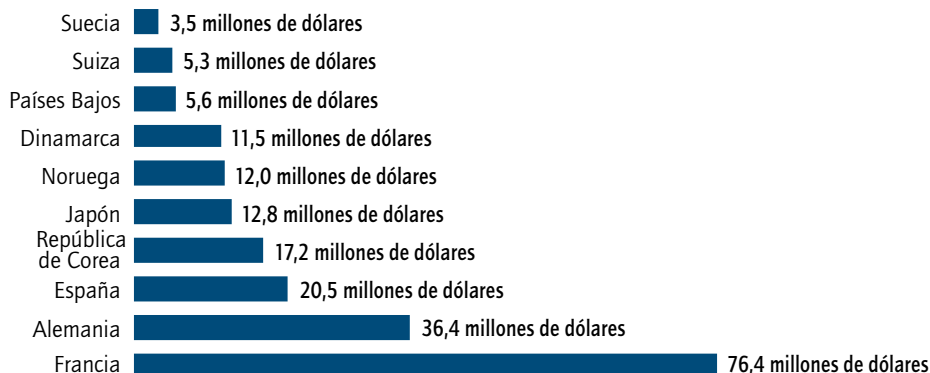 Suecia 3,5 millones de dólares
Suiza 5,3 millones de dólares
Países Bajos 5,6 millones de dólares
Dinamarca 11,5 millones de dólares
Noruega 12,0 millones de dólares
Japón 12,8 millones de dólares
República
de Corea 17,2 millones de dólares
España 20,5 millones de dólares
Alemania 36,4 millones de dólares
Francia 76,4 millones de dólares